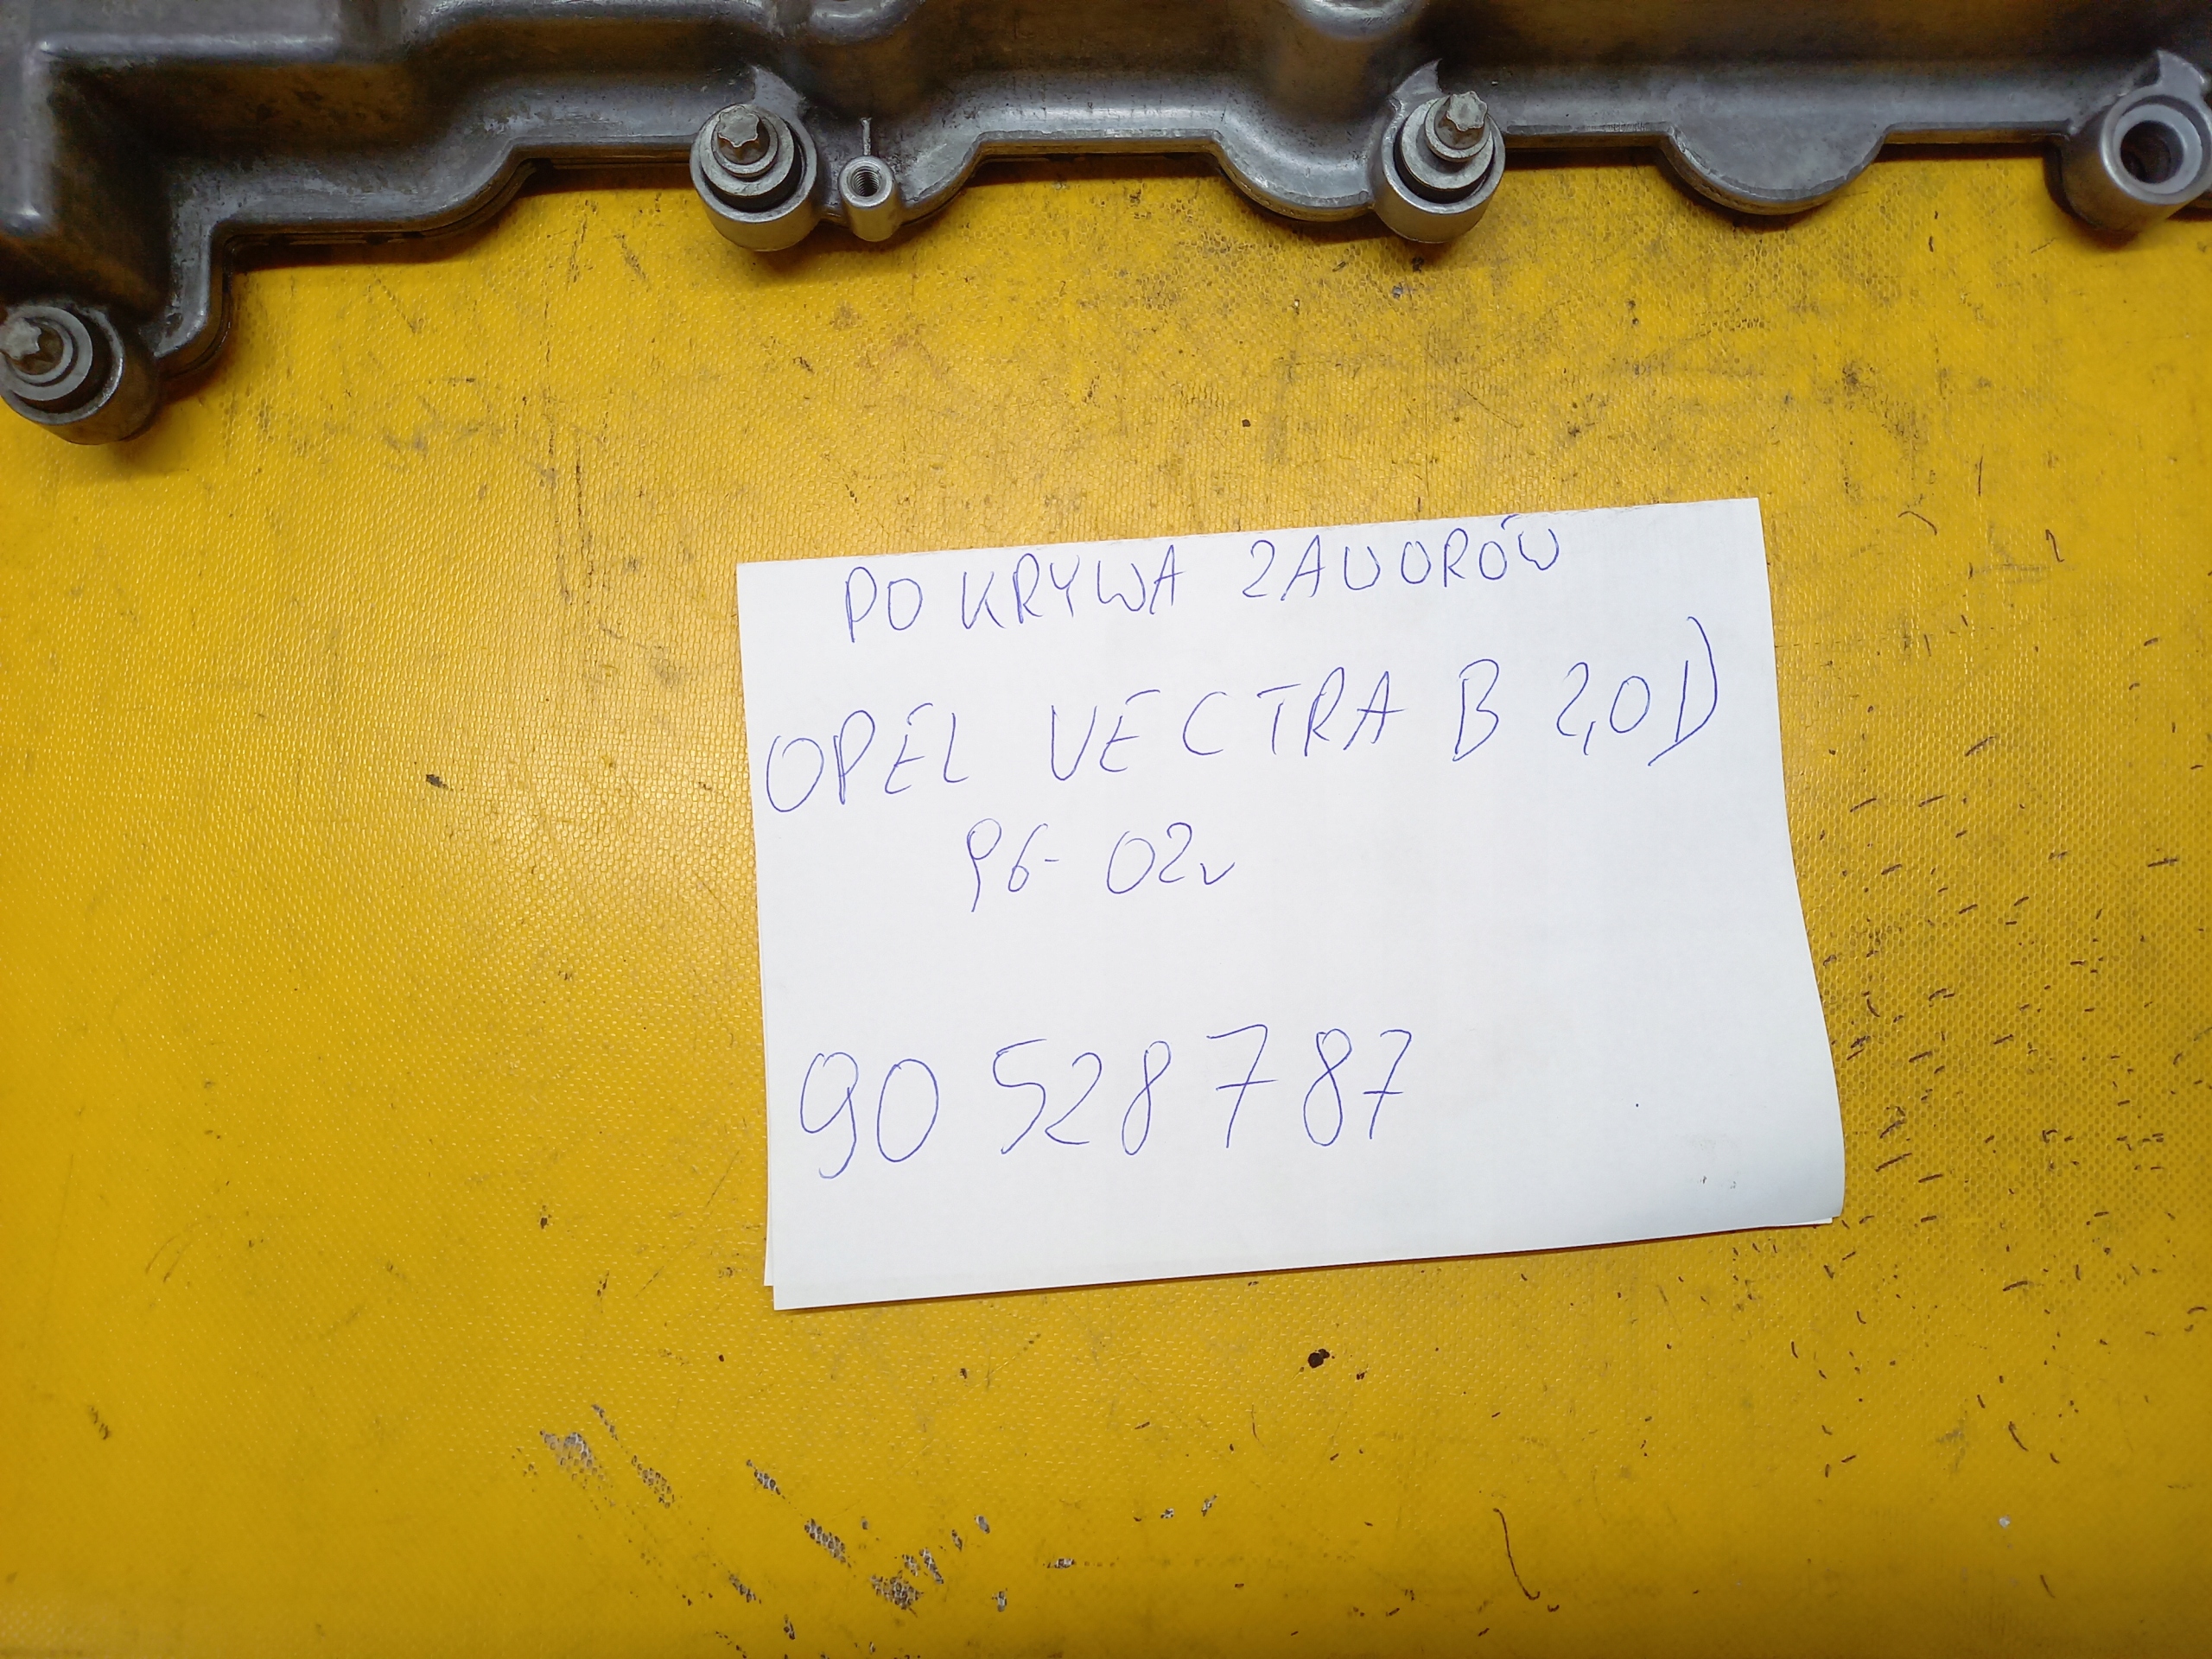 POKRYWA ZAWORÓW
OPEL VECTRA B 2,0D
96-02r
90 528 787